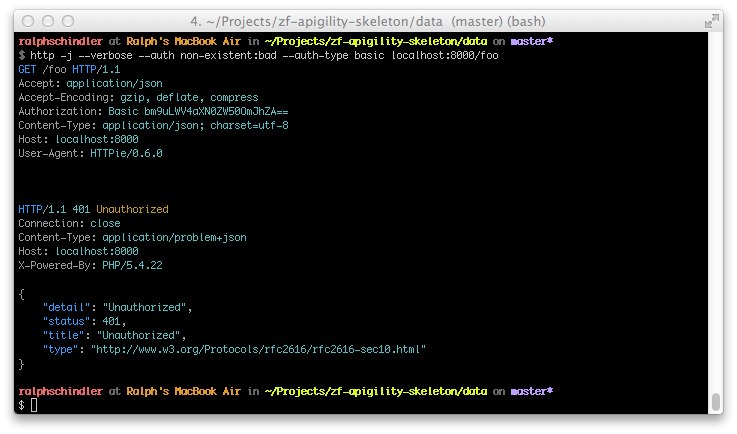 4. ~/Projects/zf-apigility-skeleton/data (master) (bash)
ralphschindler at Ralph's MacBook Air in ~/Projects/zf-apigility-skeleton/data on master*
$ http -j --verbose --auth non-existent:bad --auth-type basic localhost:8000/foo
GET /foo HTTP/1.1
Accept: application/json
Accept-Encoding: gzip, deflate, compress
Authorization: Basic bm9uLWV4aXN0ZW50OmJhZA==
Content-Type: application/json; charset=utf-8
Host: localhost:8000
User-Agent: HTTPie/0.6.0
HTTP/1.1 401 Unauthorized
Connection: close
Content-Type: application/problem+json
Host: localhost:8000
X-Powered-By: PHP/5.4.22
{
    "detail": "Unauthorized",
    "status": 401,
    "title": "Unauthorized",
    "type": "http://www.w3.org/Protocols/rfc2616/rfc2616-sec10.html"
}
ralphschindler at Ralph's MacBook Air in ~/Projects/zf-apigility-skeleton/data on master*
$